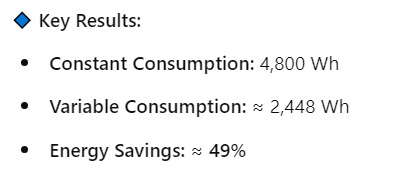 Key Results:
Constant Consumption: 4,800 Wh
Variable Consumption: ≈ 2,448 Wh
Energy Savings: ≈ 49%